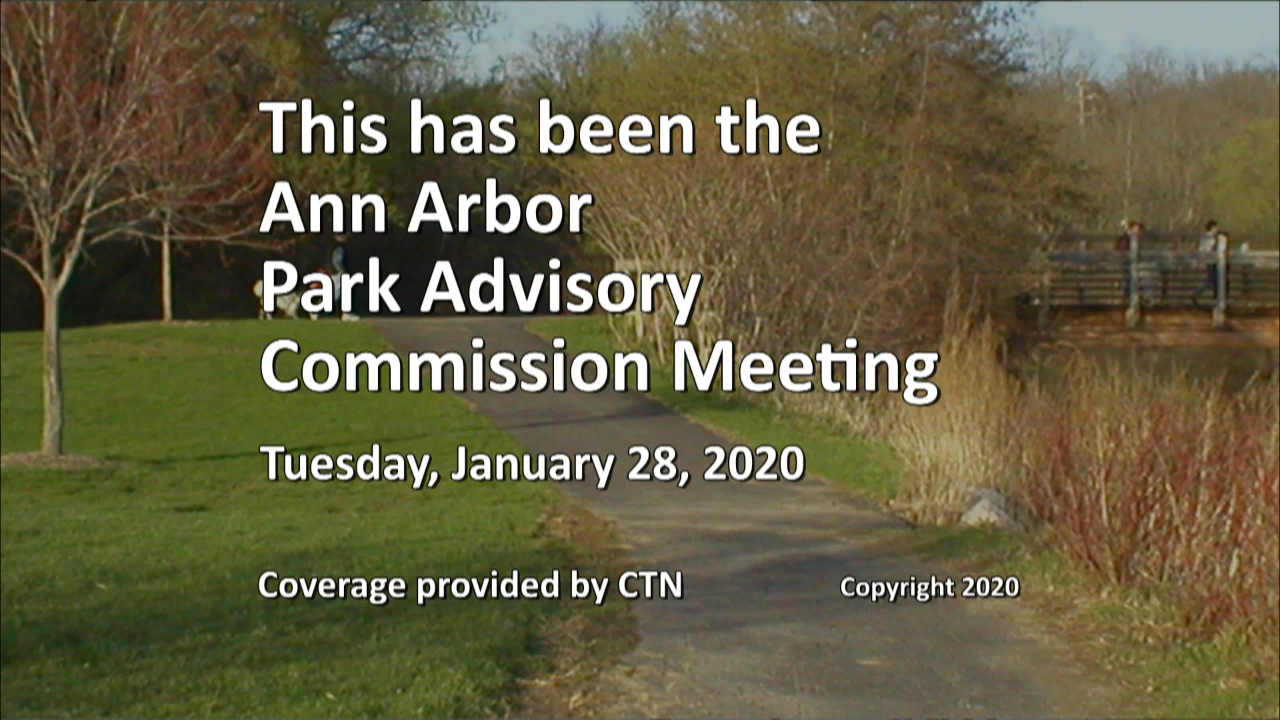 This has been the
Ann Arbor
Park Advisory
Commission Meeting
Tuesday, January 28, 2020
Coverage provided by CTN
Copyright 2020